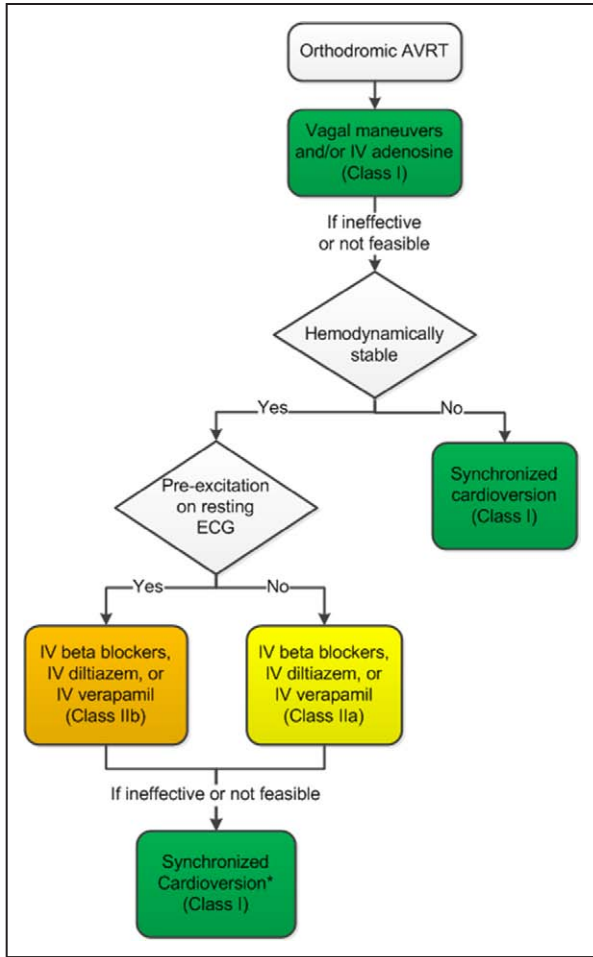 Orthodromic AVRT
Vagal maneuvers
and/or IV adenosine
(Class I)
If ineffective
or not feasible
Hemodynamically
stable
Yes
No
Pre-excitation
on resting
ECG
Synchronized
cardioversion
(Class I)
Yes
No
IV beta blockers,
IV diltiazem, or
IV verapamil
(Class IIb)
IV beta blockers,
IV diltiazem, or
IV verapamil
(Class IIa)
If ineffective or not feasible
Synchronized
Cardioversion*
(Class I)